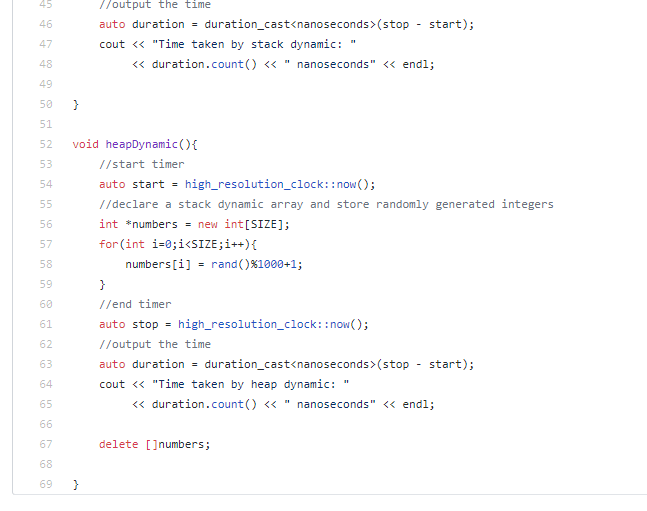 45 //output the time
46 auto duration = duration_cast<nanoseconds>(stop - start);
47 cout << "Time taken by stack dynamic: "
48 << duration.count() << " nanoseconds" << endl;
49
50 }
51
52 void heapDynamic(){
53 //start timer
54 auto start = high_resolution_clock::now();
55 //declare a stack dynamic array and store randomly generated integers
56 int *numbers = new int[SIZE];
57 for(int i=0;i<SIZE;i++){
58 numbers[i] = rand()%1000+1;
59 }
60 //end timer
61 auto stop = high_resolution_clock::now();
62 //output the time
63 auto duration = duration_cast<nanoseconds>(stop - start);
64 cout << "Time taken by heap dynamic: "
65 << duration.count() << " nanoseconds" << endl;
66
67 delete []numbers;
68
69 }